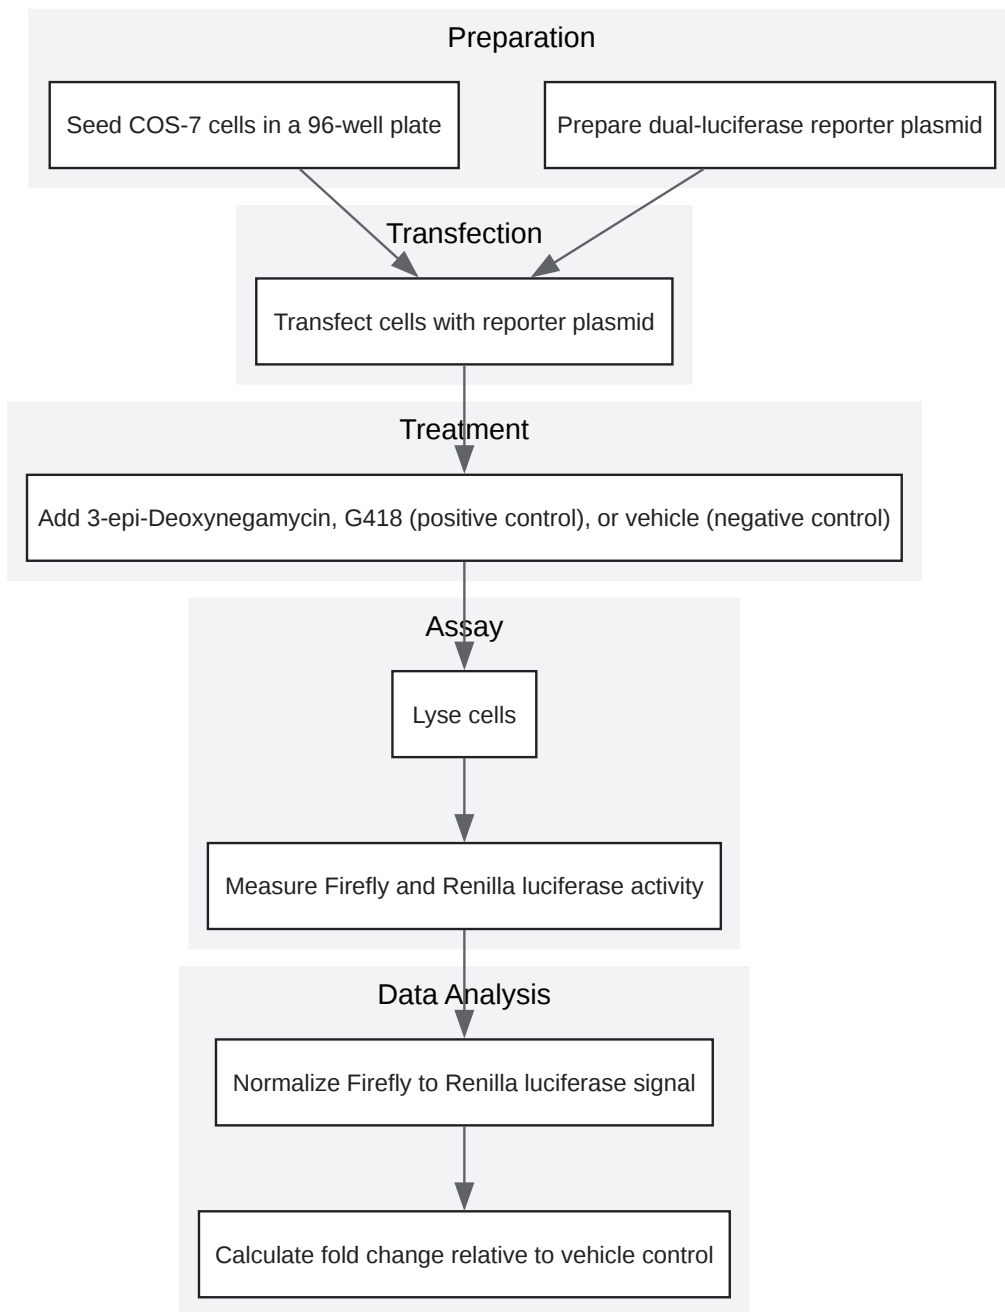 Preparation
Seed COS-7 cells in a 96-well plate
Prepare dual-luciferase reporter plasmid
Transfection
Transfect cells with reporter plasmid
Treatment
Add 3-epi-Deoxynegamycin, G418 (positive control), or vehicle (negative control)
Assay
Lyse cells
Measure Firefly and Renilla luciferase activity
Data Analysis
Normalize Firefly to Renilla luciferase signal
Calculate fold change relative to vehicle control